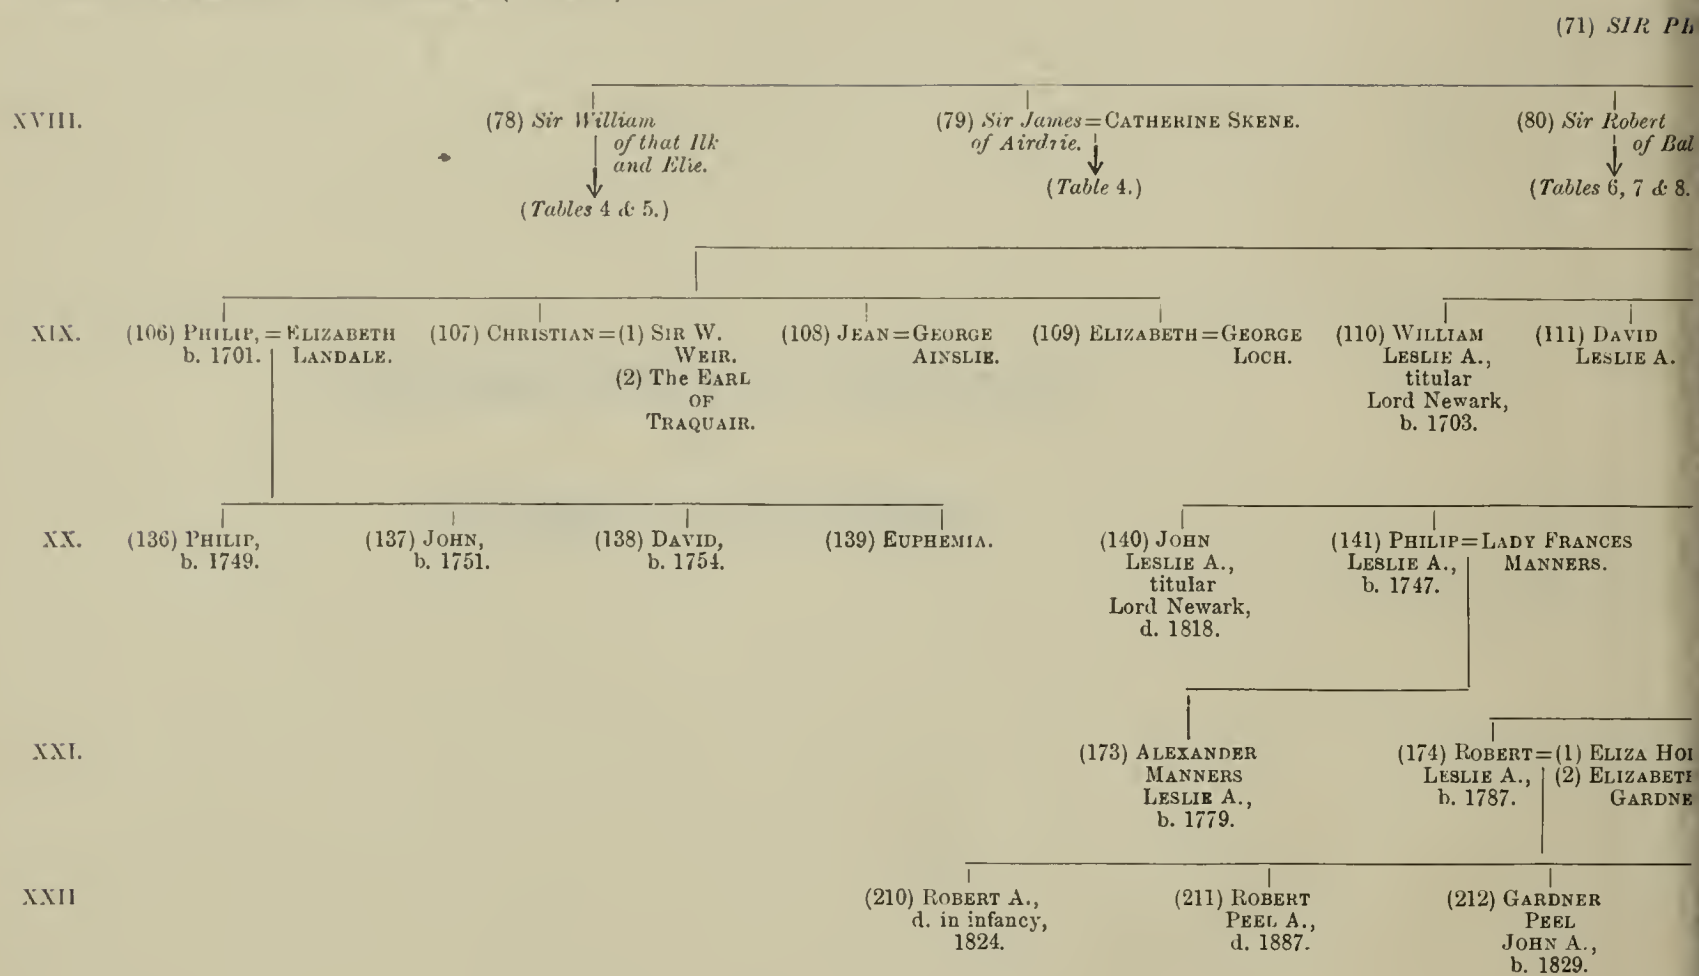 (71) SIR
XVIII.
(78) Sir William
of that Ilk
and Elie.
(Tables 4 & 5.)
(79) Sir James=CATHERINE SKENE.
of Airdrie.
(Table 4.)
(80) Sir Robert
of Bal
(Tables 6, 7 & 8.
XIX.
(106) PHILIP, = ELIZABETH
b. 1701. LANDALE.
(107) CHRISTIAN=(1) SIR W.
WEIR.
(2) The EARL
OF
TRAQUAIR.
(108) JEAN=GEORGE
AINSLIE.
(109) ELIZABETH=GEORGE
LOCH.
(110) WILLIAM
LESLIE A.,
titular
Lord Newark,
b. 1703.
(111) DAVID
LESLIE A.
XX.
(136) PHILIP,
b. 1749.
(137) JOHN,
b. 1751.
(138) DAVID,
b. 1754.
(139) EUPHEMIA.
(140) JOHN
LESLIE A.,
titular
Lord Newark,
d. 1818.
(141) PHILIP=LADY FRANCES
LESLIE A., MANNERS.
b. 1747.
XXI.
(173) ALEXANDER
MANNERS
LESLIE A.,
b. 1779.
(174) ROBERT=(1) ELIZA HOI
LESLIE A., (2) ELIZABETH
b. 1787. GARDNE
XXII
(210) ROBERT A.,
d. in infancy,
1824.
(211) ROBERT
PEEL A.,
d. 1887.
(212) GARDNER
PEEL
JOHN A.,
b. 1829.